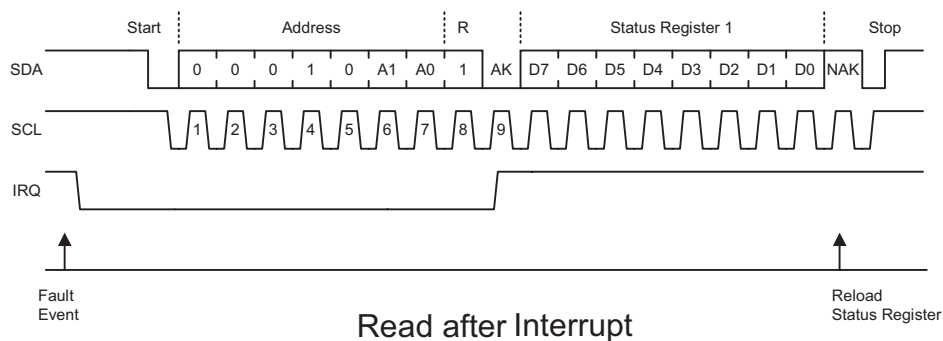 Start Address R Status Register 1 Stop
SDA 0 0 0 1 0 A1 A0 1 AK D7 D6 D5 D4 D3 D2 D1 D0 NAK
SCL 1 2 3 4 5 6 7 8 9
IRQ
Fault
Event
Reload
Status Register
Read after Interrupt